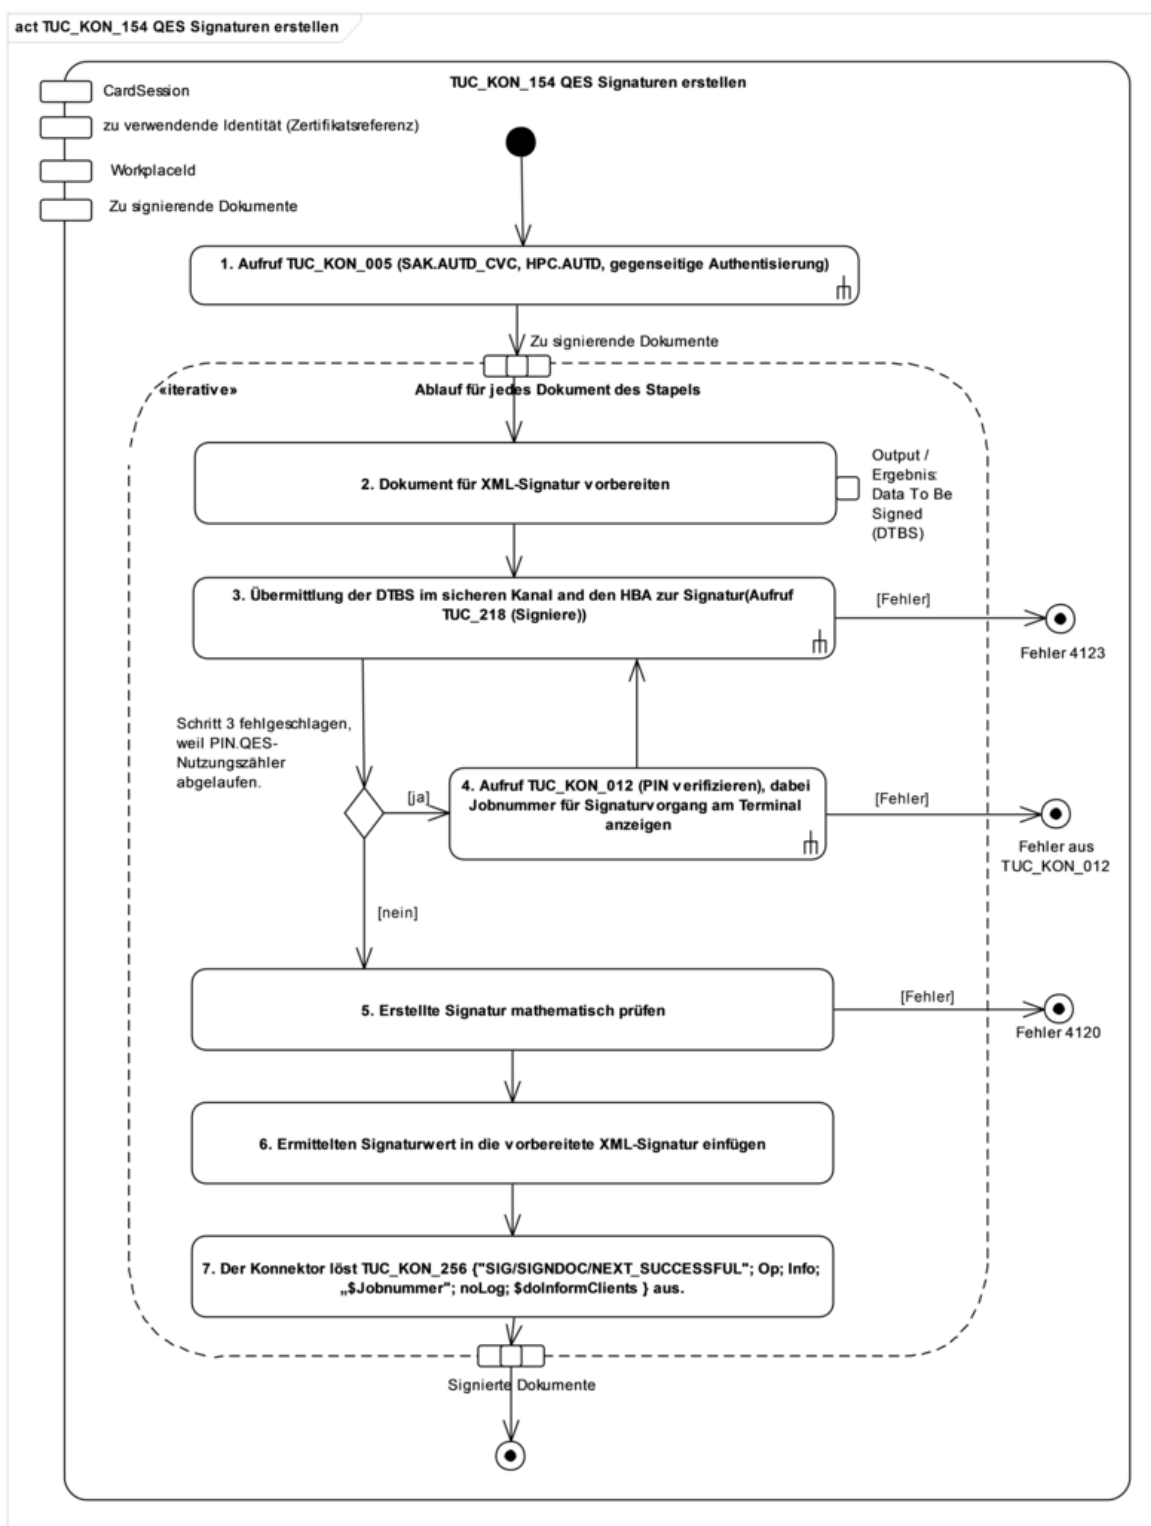 act TUC_KON_154 QES Signaturen erstellen
TUC_KON_154 QES Signaturen erstellen
CardSession
zu verwendende Identität (Zertifikatsreferenz)
WorkplaceId
Zu signierende Dokumente
1. Aufruf TUC_KON_005 (SAK.AUTD_CVC, HPC.AUTD, gegenseitige Authentisierung)
Zu signierende Dokumente
«iterative»
Ablauf für jedes Dokument des Stapels
2. Dokument für XML-Signatur vorbereiten
Output /
Ergebnis:
Data To Be
Signed
(DTBS)
3. Übermittlung der DTBS im sicheren Kanal and den HBA zur Signatur(Aufruf
TUC_218 (Signiere))
[Fehler]
Fehler 4123
Schritt 3 fehlgeschlagen,
weil PIN.QES-
Nutzungszähler
abgelaufen.
[ja]
4. Aufruf TUC_KON_012 (PIN verifizieren), dabei
Jobnummer für Signaturvorgang am Terminal
anzeigen
[Fehler]
Fehler aus
TUC_KON_012
[nein]
5. Erstellte Signatur mathematisch prüfen
[Fehler]
Fehler 4120
6. Ermittelten Signaturwert in die vorbereitete XML-Signatur einfügen
7. Der Konnektor löst TUC_KON_256 {"SIG/SIGNDOC/NEXT_SUCCESSFUL"; Op; Info;
„$Jobnummer"; noLog; $doInformClients } aus.
Signierte Dokumente